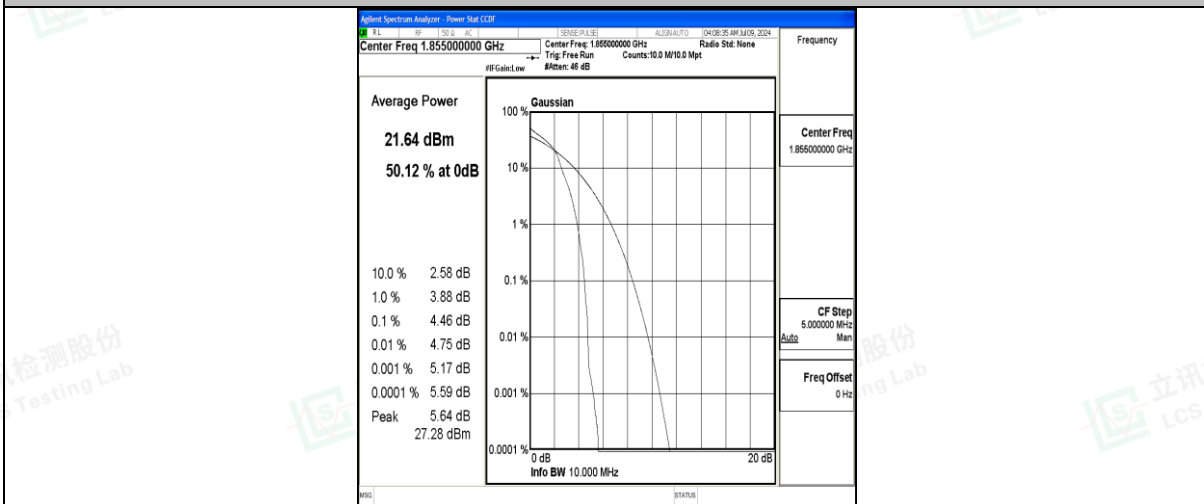 Agilent Spectrum Analyzer - Power Stat CCDF
RL RF 50 Ω AC SENSE:PULSE ALIGN AUTO 04:08:35 AM Jul 09, 2024
Center Freq 1.855000000 GHz
Center Freq: 1.855000000 GHz Radio Std: None
Trig: Free Run Counts:10.0 M/10.0 Mpt
#IFGain:Low #Atten: 46 dB
Frequency
Average Power
21.64 dBm
50.12 % at 0dB
10.0 % 2.58 dB
1.0 % 3.88 dB
0.1 % 4.46 dB
0.01 % 4.75 dB
0.001 % 5.17 dB
0.0001 % 5.59 dB
Peak 5.64 dB
27.28 dBm
Gaussian
100 %
10 %
1 %
0.1 %
0.01 %
0.001 %
0.0001 %
0 dB 20 dB
Info BW 10.000 MHz
Center Freq
1.855000000 GHz
CF Step
5.000000 MHz
Auto Man
Freq Offset
0 Hz
MSG STATUS
检测股份
Testing Lab
股份
ng Lab
立讯
LCS